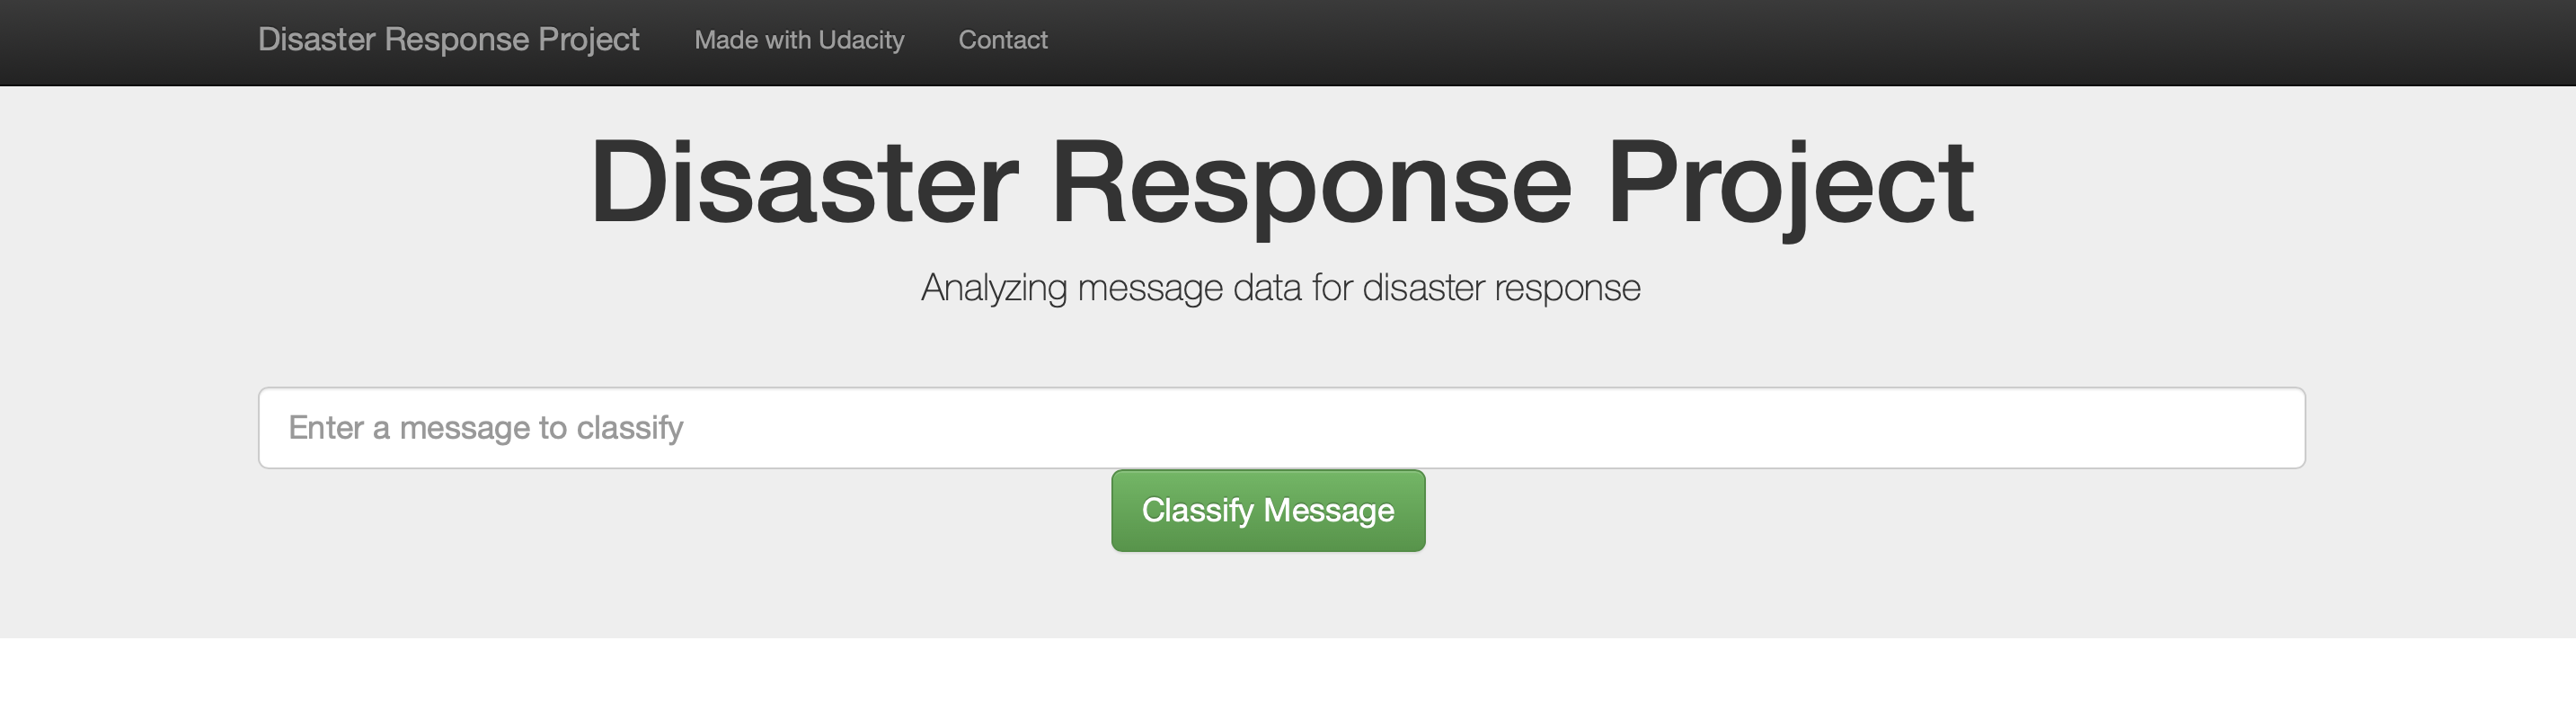 Disaster Response Project Made with Udacity Contact
Disaster Response Project
Analyzing message data for disaster response
Enter a message to classify
Classify Message